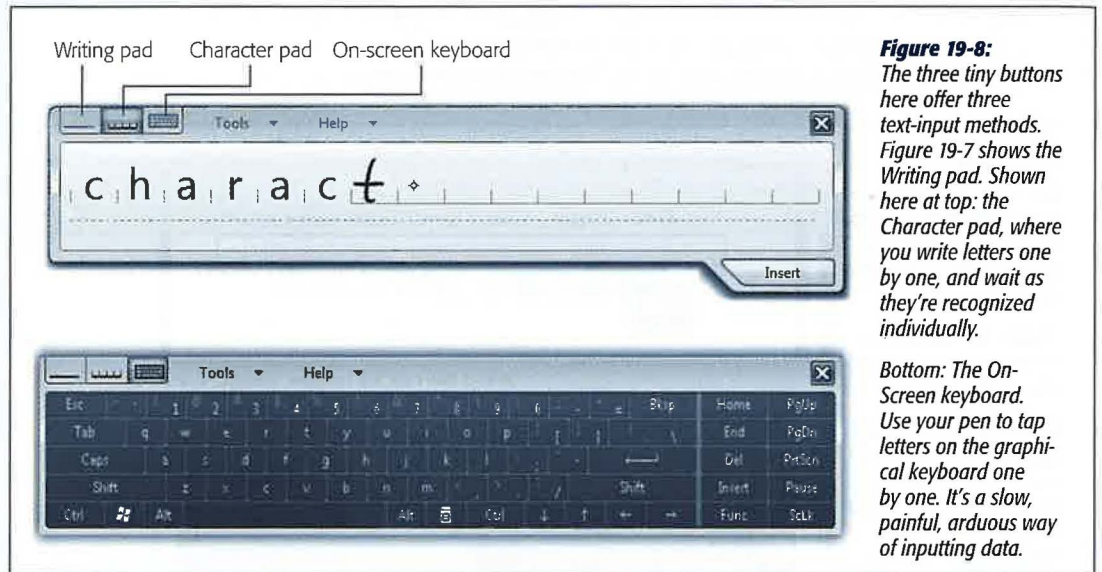 Writing pad Character pad On-screen keyboard
Tools Help
c h a r a c t
Insert
Tools Help
Esc 1 2 3 4 5 6 7 8 9 0 - = Bksp Home PgUp
Tab q w e r t y u i o p [ ] \ End PgDn
Caps a s d f g h j k l ; ' Del PrtScn
Shift z x c v b n m , . / Shift Insert Pause
Ctrl Alt Alt Ctrl ↓ ↑ ← → Func ScLk
Figure 19-8:
The three tiny buttons
here offer three
text-input methods.
Figure 19-7 shows the
Writing pad. Shown
here at top: the
Character pad, where
you write letters one
by one, and wait as
they're recognized
individually.
Bottom: The On-
Screen keyboard.
Use your pen to tap
letters on the graphi-
cal keyboard one
by one. It's a slow,
painful, arduous way
of inputting data.